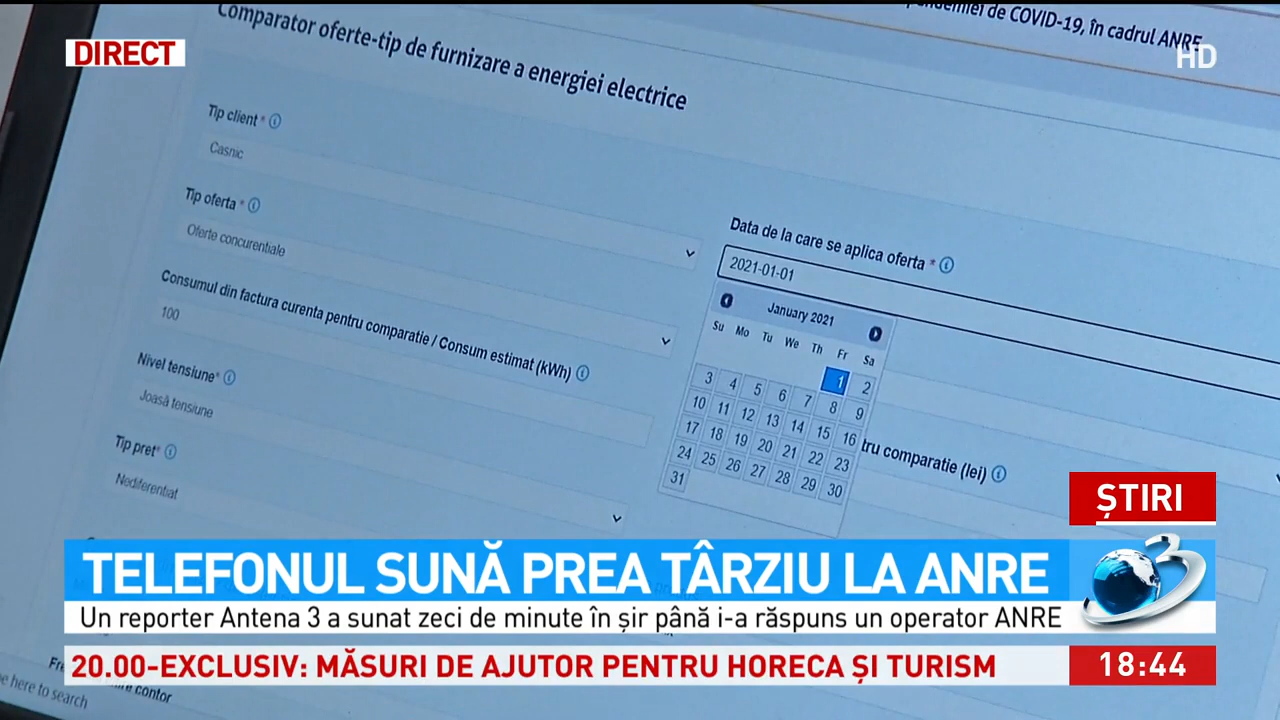 DIRECT
de COVID-19, în cadrul ANRE
HD
Comparator oferte-tip de furnizare a energiei electrice
Tip client * 
Casnic
Tip oferta *
Oferte concurentiale
Data de la care se aplica oferta *
2021-01-01
January 2021
Su Mo Tu We Th Fr Sa
1 2
3 4 5 6 7 8 9
10 11 12 13 14 15 16
17 18 19 20 21 22 23
24 25 26 27 28 29 30
31
Consumul din factura curenta pentru comparatie / Consum estimat (kWh)
100
comparatie (lei)
Nivel tensiune*
Joasă tensiune
Tip pret*
Nediferentiat
ȘTIRI
TELEFONUL SUNĂ PREA TÂRZIU LA ANRE
3
Un reporter Antena 3 a sunat zeci de minute în șir până i-a răspuns un operator ANRE
20.00-EXCLUSIV: MĂSURI DE AJUTOR PENTRU HORECA ȘI TURISM
18:44
contor
here to search